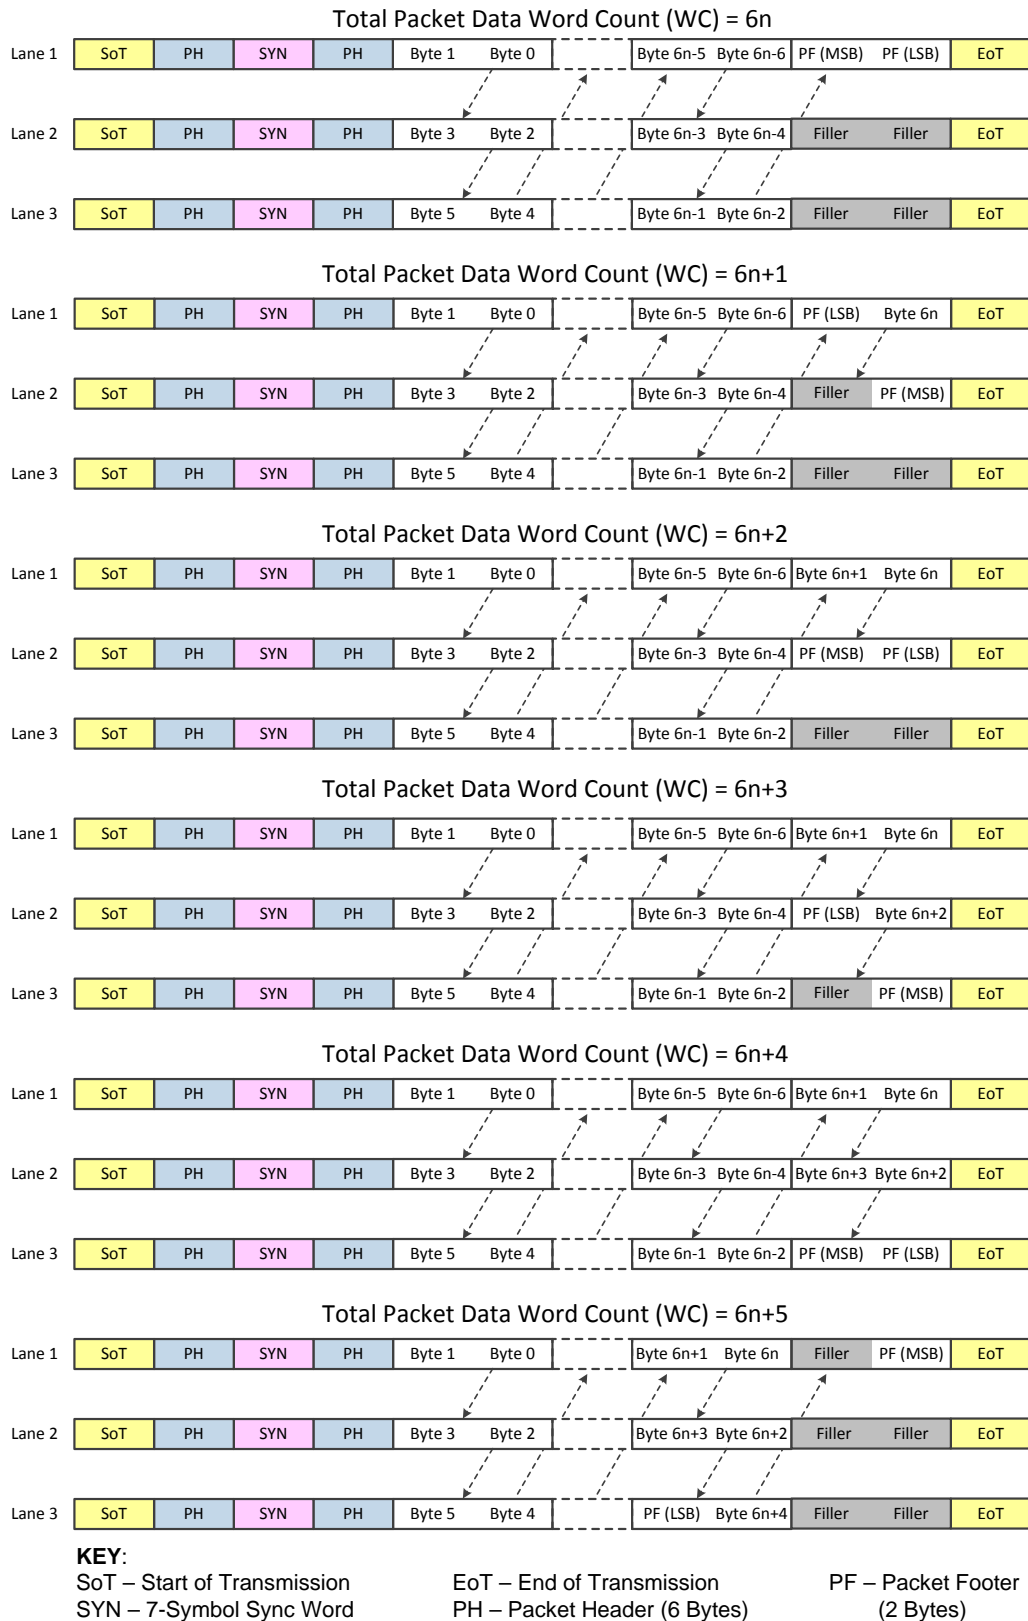 Total Packet Data Word Count (WC) = 6n
Lane 1 SoT PH SYN PH Byte 1 Byte 0 Byte 6n-5 Byte 6n-6 PF (MSB) PF (LSB) EoT
Lane 2 SoT PH SYN PH Byte 3 Byte 2 Byte 6n-3 Byte 6n-4 Filler Filler EoT
Lane 3 SoT PH SYN PH Byte 5 Byte 4 Byte 6n-1 Byte 6n-2 Filler Filler EoT
Total Packet Data Word Count (WC) = 6n+1
Lane 1 SoT PH SYN PH Byte 1 Byte 0 Byte 6n-5 Byte 6n-6 PF (LSB) Byte 6n EoT
Lane 2 SoT PH SYN PH Byte 3 Byte 2 Byte 6n-3 Byte 6n-4 Filler PF (MSB) EoT
Lane 3 SoT PH SYN PH Byte 5 Byte 4 Byte 6n-1 Byte 6n-2 Filler Filler EoT
Total Packet Data Word Count (WC) = 6n+2
Lane 1 SoT PH SYN PH Byte 1 Byte 0 Byte 6n-5 Byte 6n-6 Byte 6n+1 Byte 6n EoT
Lane 2 SoT PH SYN PH Byte 3 Byte 2 Byte 6n-3 Byte 6n-4 PF (MSB) PF (LSB) EoT
Lane 3 SoT PH SYN PH Byte 5 Byte 4 Byte 6n-1 Byte 6n-2 Filler Filler EoT
Total Packet Data Word Count (WC) = 6n+3
Lane 1 SoT PH SYN PH Byte 1 Byte 0 Byte 6n-5 Byte 6n-6 Byte 6n+1 Byte 6n EoT
Lane 2 SoT PH SYN PH Byte 3 Byte 2 Byte 6n-3 Byte 6n-4 PF (LSB) Byte 6n+2 EoT
Lane 3 SoT PH SYN PH Byte 5 Byte 4 Byte 6n-1 Byte 6n-2 Filler PF (MSB) EoT
Total Packet Data Word Count (WC) = 6n+4
Lane 1 SoT PH SYN PH Byte 1 Byte 0 Byte 6n-5 Byte 6n-6 Byte 6n+1 Byte 6n EoT
Lane 2 SoT PH SYN PH Byte 3 Byte 2 Byte 6n-3 Byte 6n-4 Byte 6n+3 Byte 6n+2 EoT
Lane 3 SoT PH SYN PH Byte 5 Byte 4 Byte 6n-1 Byte 6n-2 PF (MSB) PF (LSB) EoT
Total Packet Data Word Count (WC) = 6n+5
Lane 1 SoT PH SYN PH Byte 1 Byte 0 Byte 6n+1 Byte 6n Filler PF (MSB) EoT
Lane 2 SoT PH SYN PH Byte 3 Byte 2 Byte 6n+3 Byte 6n+2 Filler Filler EoT
Lane 3 SoT PH SYN PH Byte 5 Byte 4 PF (LSB) Byte 6n+4 Filler Filler EoT
KEY:
SoT – Start of Transmission EoT – End of Transmission PF – Packet Footer
SYN – 7-Symbol Sync Word PH – Packet Header (6 Bytes) (2 Bytes)